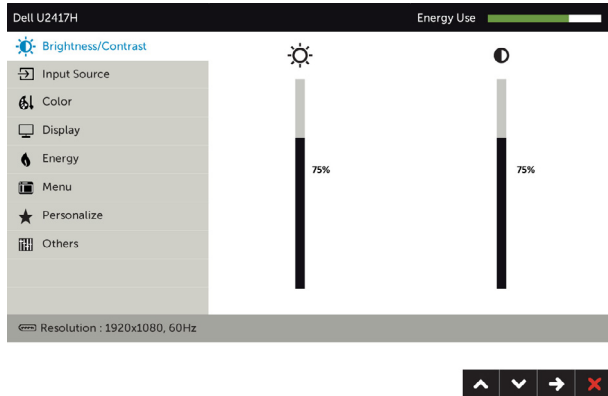 Dell U2417H
Energy Use
Brightness/Contrast
Input Source
Color
Display
Energy
Menu
Personalize
Others
75%
75%
Resolution : 1920x1080, 60Hz